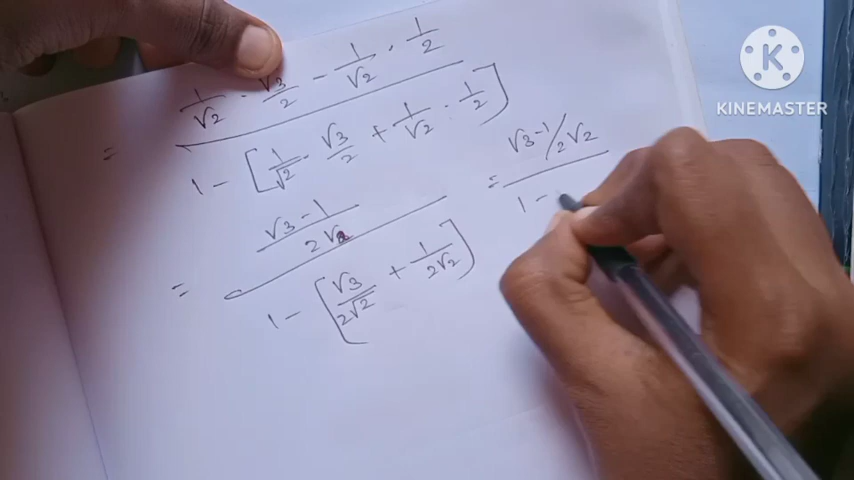 = (1/√2 · √3/2 − 1/√2 · 1/2) / (1 − [1/√2 · √3/2 + 1/√2 · 1/2])
= ((√3 − 1)/2√2) / (1 − [√3/2√2 + 1/2√2])
= (√3 − 1/2√2) / (1 −
K
KINEMASTER